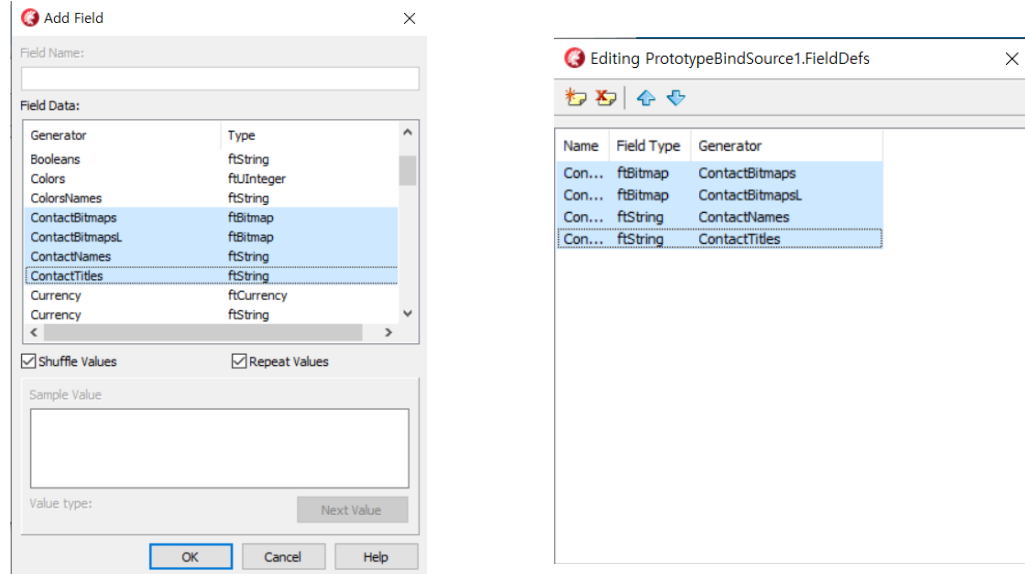 Add Field
Field Name:
Field Data:
Generator Type
Booleans ftString
Colors ftUInteger
ColorsNames ftString
ContactBitmaps ftBitmap
ContactBitmapsL ftBitmap
ContactNames ftString
ContactTitles ftString
Currency ftCurrency
Currency ftString
Shuffle Values Repeat Values
Sample Value
Value type: Next Value
OK Cancel Help
Editing PrototypeBindSource1.FieldDefs
Name Field Type Generator
Con... ftBitmap ContactBitmaps
Con... ftBitmap ContactBitmapsL
Con... ftString ContactNames
Con... ftString ContactTitles